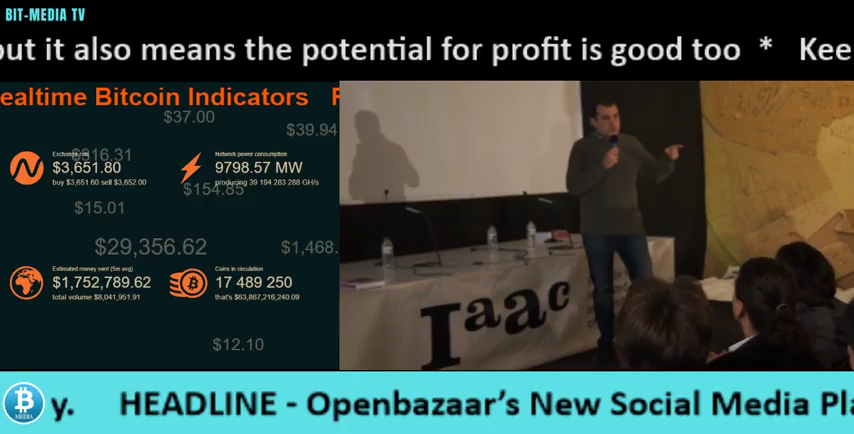 BIT-MEDIA TV
out it also means the potential for profit is good too * Kee
ealtime Bitcoin Indicators F
$37.00
$39.94
Exchange rate
$316.31
$3,651.80
buy $3,651.60 sell $3,652.00
Network power consumption
9798.57 MW
producing 39 194 283 288 GH/s
$154.85
$15.01
$29,356.62
$1,468.
Estimated money sent (5m avg)
$1,752,789.62
total volume $8,041,951.91
Coins in circulation
17 489 250
that's $63,867,216,240.09
$12.10
Iaac
B
MEDIA
y. HEADLINE - Openbazaar's New Social Media Pla